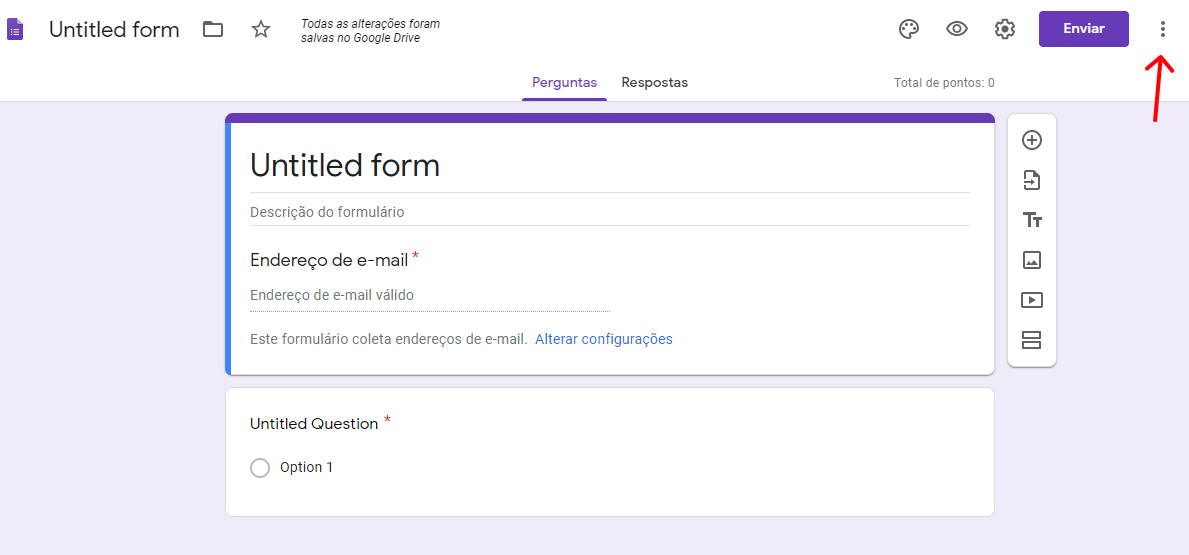 Untitled form
Todas as alterações foram
salvas no Google Drive
Enviar
Perguntas
Respostas
Total de pontos: 0
Untitled form
Descrição do formulário
Endereço de e-mail *
Endereço de e-mail válido
Este formulário coleta endereços de e-mail. Alterar configurações
Untitled Question *
Option 1